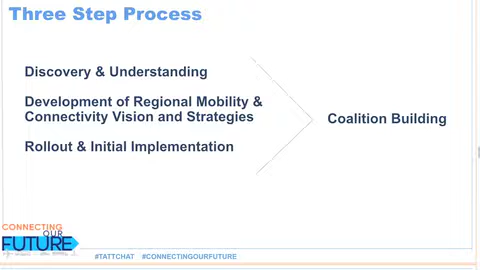 Three Step Process
Discovery & Understanding
Development of Regional Mobility &
Connectivity Vision and Strategies
Rollout & Initial Implementation
Coalition Building
CONNECTING
OUR
FUTURE
#TATTCHAT #CONNECTINGOURFUTURE